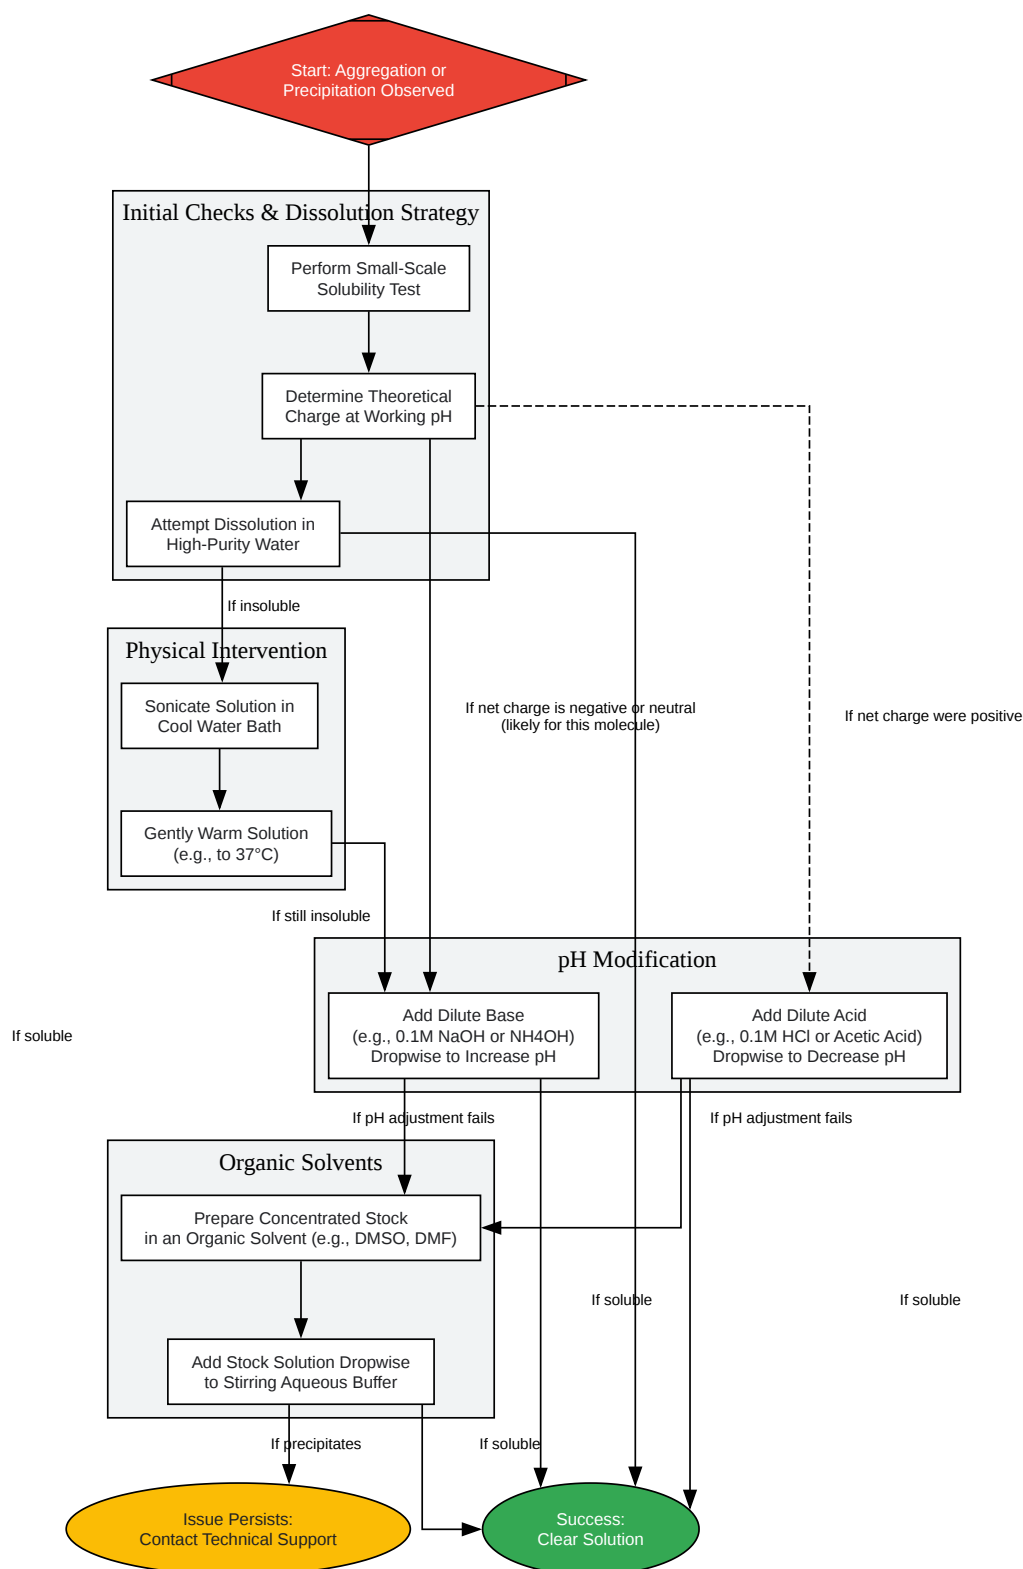 Start: Aggregation or
Precipitation Observed
Initial Checks & Dissolution Strategy
Perform Small-Scale
Solubility Test
Determine Theoretical
Charge at Working pH
Attempt Dissolution in
High-Purity Water
If insoluble
Physical Intervention
Sonicate Solution in
Cool Water Bath
If net charge is negative or neutral
(likely for this molecule)
If net charge were positive
Gently Warm Solution
(e.g., to 37°C)
If still insoluble
pH Modification
If soluble
Add Dilute Base
(e.g., 0.1M NaOH or NH4OH)
Dropwise to Increase pH
Add Dilute Acid
(e.g., 0.1M HCl or Acetic Acid)
Dropwise to Decrease pH
If pH adjustment fails
If pH adjustment fails
Organic Solvents
Prepare Concentrated Stock
in an Organic Solvent (e.g., DMSO, DMF)
If soluble
If soluble
Add Stock Solution Dropwise
to Stirring Aqueous Buffer
If precipitates
If soluble
Issue Persists:
Contact Technical Support
Success:
Clear Solution